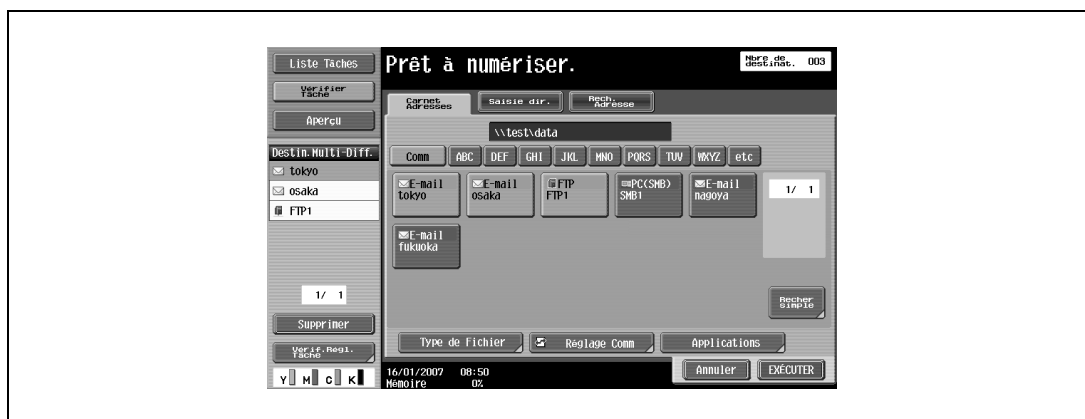 Liste Tâches
Vérifier
Tâche
Aperçu
Destin.Multi-Diff.
tokyo
osaka
FTP1
1/ 1
Supprimer
Vérif.Régl.
Tâche
Y M C K
Prêt à numériser.
Nbre de
destinat. 003
Carnet
Adresses
Saisie dir.
Rech.
Adresse
\\test\data
Comm ABC DEF GHI JKL MNO PQRS TUV WXYZ etc
E-mail
tokyo
E-mail
osaka
FTP
FTP1
PC(SMB)
SMB1
E-mail
nagoya
1/ 1
E-mail
fukuoka
Recher
simple
Type de Fichier
Réglage Comm
Applications
16/01/2007 08:50
Mémoire 0%
Annuler
EXÉCUTER